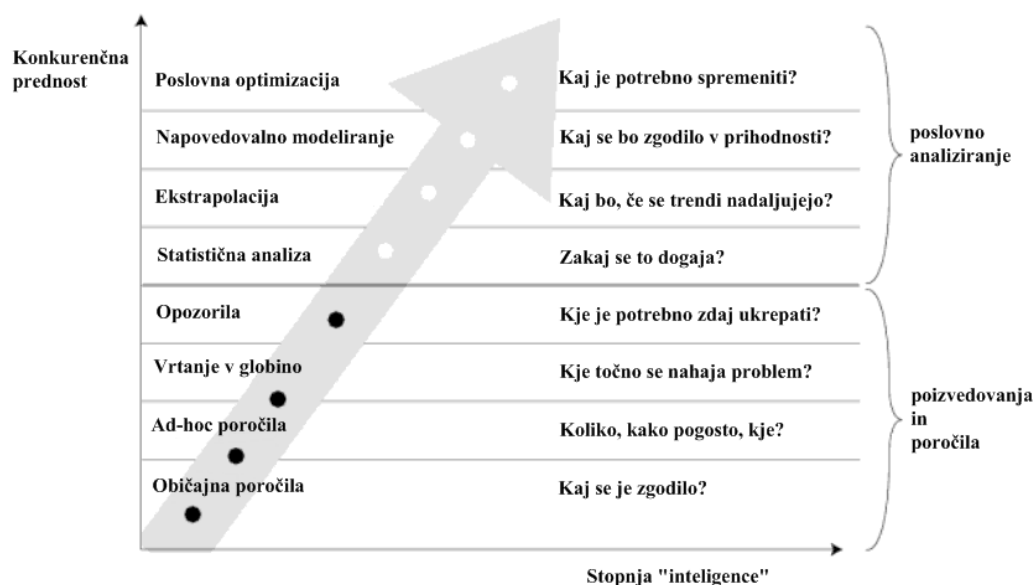 Konkurenčna
prednost
Poslovna optimizacija
Kaj je potrebno spremeniti?
Napovedovalno modeliranje
Kaj se bo zgodilo v prihodnosti?
poslovno
analiziranje
Ekstrapolacija
Kaj bo, če se trendi nadaljujejo?
Statistična analiza
Zakaj se to dogaja?
Opozorila
Kje je potrebno zdaj ukrepati?
Vrtanje v globino
Kje točno se nahaja problem?
poizvedovanja
in
poročila
Ad-hoc poročila
Koliko, kako pogosto, kje?
Običajna poročila
Kaj se je zgodilo?
Stopnja "inteligence"